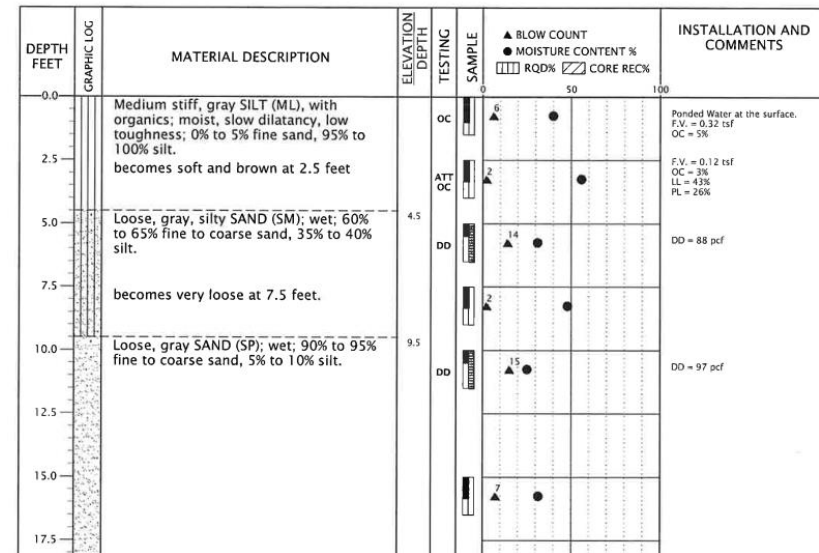 DEPTH
FEET
GRAPHIC LOG
MATERIAL DESCRIPTION
ELEVATION
DEPTH
TESTING
SAMPLE
▲ BLOW COUNT
● MOISTURE CONTENT %
RQD% CORE REC%
INSTALLATION AND
COMMENTS
0 50 100
0.0
Medium stiff, gray SILT (ML), with
organics; moist, slow dilatancy, low
toughness; 0% to 5% fine sand, 95% to
100% silt.
OC
6
Ponded Water at the surface.
F.V. = 0.32 tsf
OC = 5%
2.5
becomes soft and brown at 2.5 feet
ATT
OC
2
F.V. = 0.12 tsf
OC = 3%
LL = 43%
PL = 26%
4.5
5.0
Loose, gray, silty SAND (SM); wet; 60%
to 65% fine to coarse sand, 35% to 40%
silt.
DD
14
DD = 88 pcf
7.5
becomes very loose at 7.5 feet.
2
9.5
10.0
Loose, gray SAND (SP); wet; 90% to 95%
fine to coarse sand, 5% to 10% silt.
DD
15
DD = 97 pcf
12.5
15.0
7
17.5